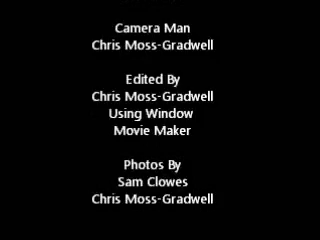 Camera Man
Chris Moss-Gradwell
Edited By
Chris Moss-Gradwell
Using Window
Movie Maker
Photos By
Sam Clowes
Chris Moss-Gradwell